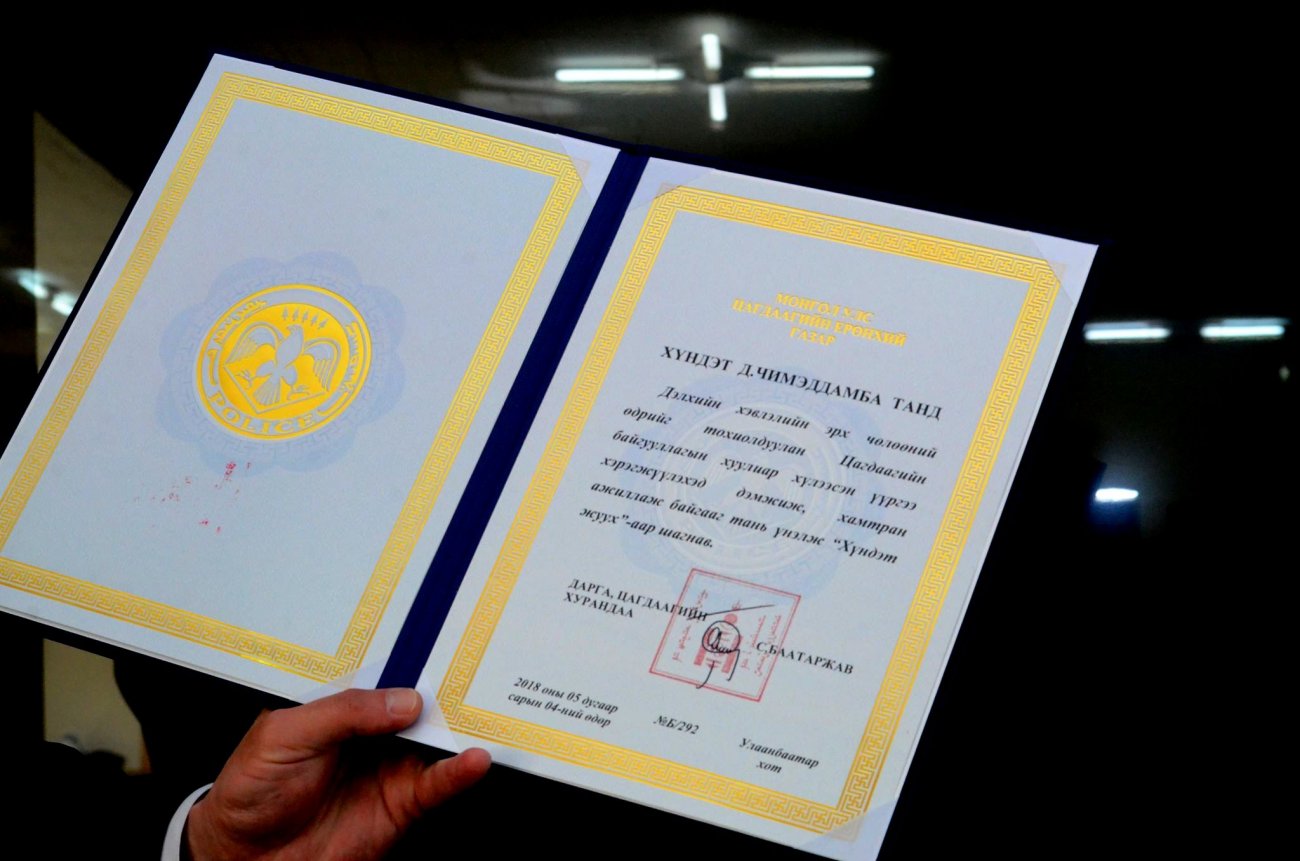 POLICE
МОНГОЛ УЛС
ЦАГДААГИЙН ЕРӨНХИЙ
ГАЗАР
ХҮНДЭТ Д.ЧИМЭДДАМБА ТАНД
Дэлхийн хэвлэлийн эрх чөлөөний
өдрийг тохиолдуулан Цагдаагийн
байгууллагын хуулиар хүлээсэн үүргээ
хэрэгжүүлэхэд дэмжиж, хамтран
ажиллаж байгааг тань үнэлж “Хүндэт
жуух”-аар шагнав.
ДАРГА, ЦАГДААГИЙН
ХУРАНДАА
С.БААТАРЖАВ
2018 оны 05 дугаар
сарын 04-ний өдөр
№Б/292
Улаанбаатар
хот